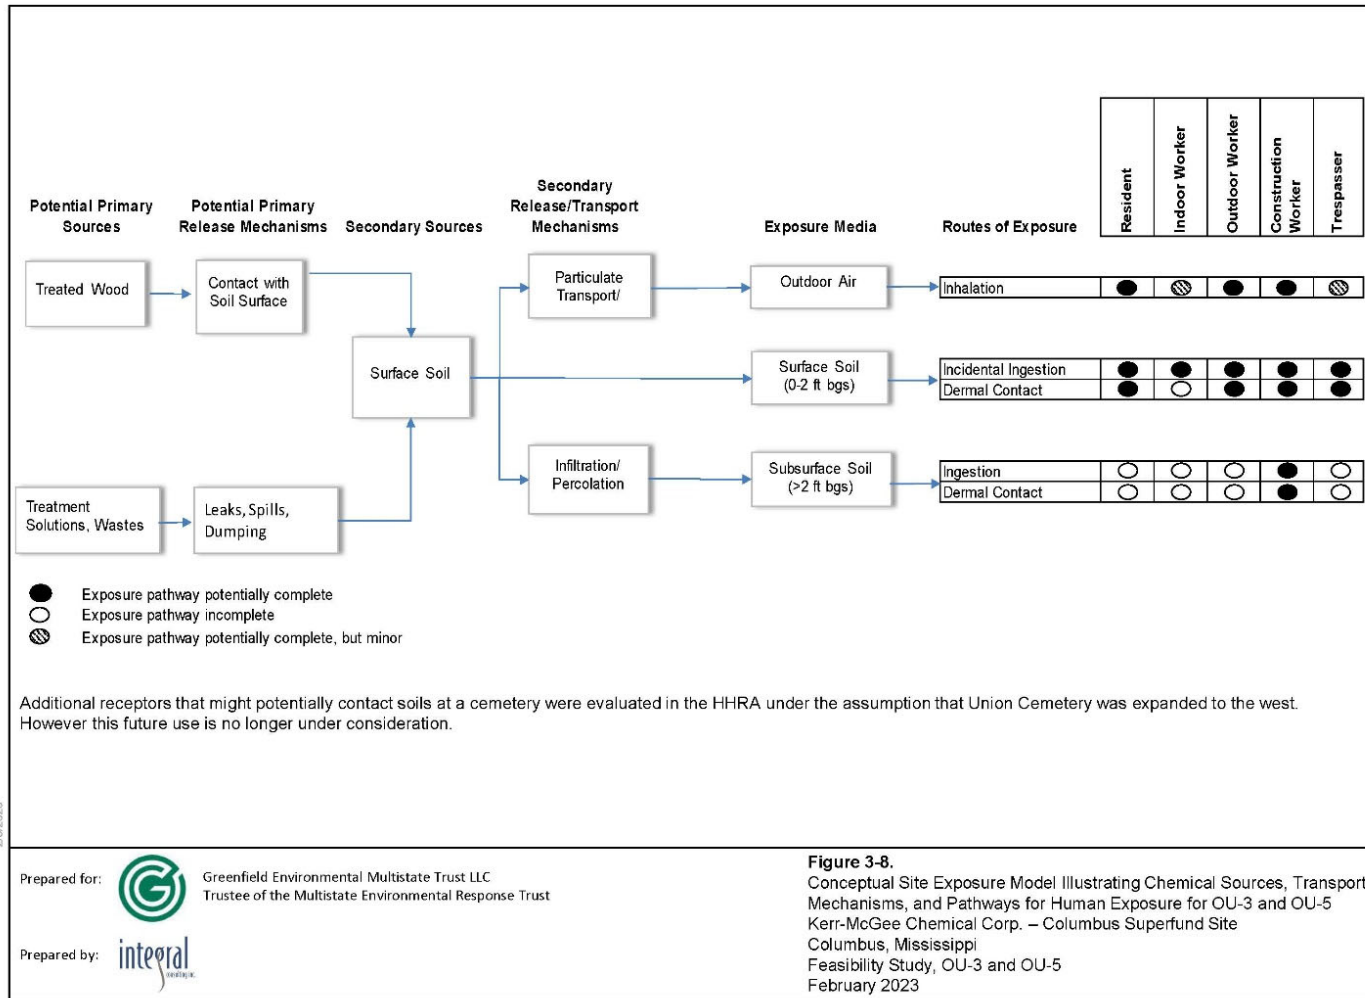 Resident
Indoor Worker
Outdoor Worker
Construction
Worker
Trespasser
Potential Primary
Sources
Potential Primary
Release Mechanisms
Secondary Sources
Secondary
Release/Transport
Mechanisms
Exposure Media
Routes of Exposure
Treated Wood
Contact with
Soil Surface
Particulate
Transport/
Outdoor Air
Inhalation
Surface Soil
Surface Soil
(0-2 ft bgs)
Incidental Ingestion
Dermal Contact
Infiltration/
Percolation
Subsurface Soil
(>2 ft bgs)
Ingestion
Dermal Contact
Treatment
Solutions, Wastes
Leaks, Spills,
Dumping
Exposure pathway potentially complete
Exposure pathway incomplete
Exposure pathway potentially complete, but minor
Additional receptors that might potentially contact soils at a cemetery were evaluated in the HHRA under the assumption that Union Cemetery was expanded to the west.
However this future use is no longer under consideration.
Prepared for:
Greenfield Environmental Multistate Trust LLC
Trustee of the Multistate Environmental Response Trust
Prepared by:
integral
consulting inc.
Figure 3-8.
Conceptual Site Exposure Model Illustrating Chemical Sources, Transport
Mechanisms, and Pathways for Human Exposure for OU-3 and OU-5
Kerr-McGee Chemical Corp. – Columbus Superfund Site
Columbus, Mississippi
Feasibility Study, OU-3 and OU-5
February 2023